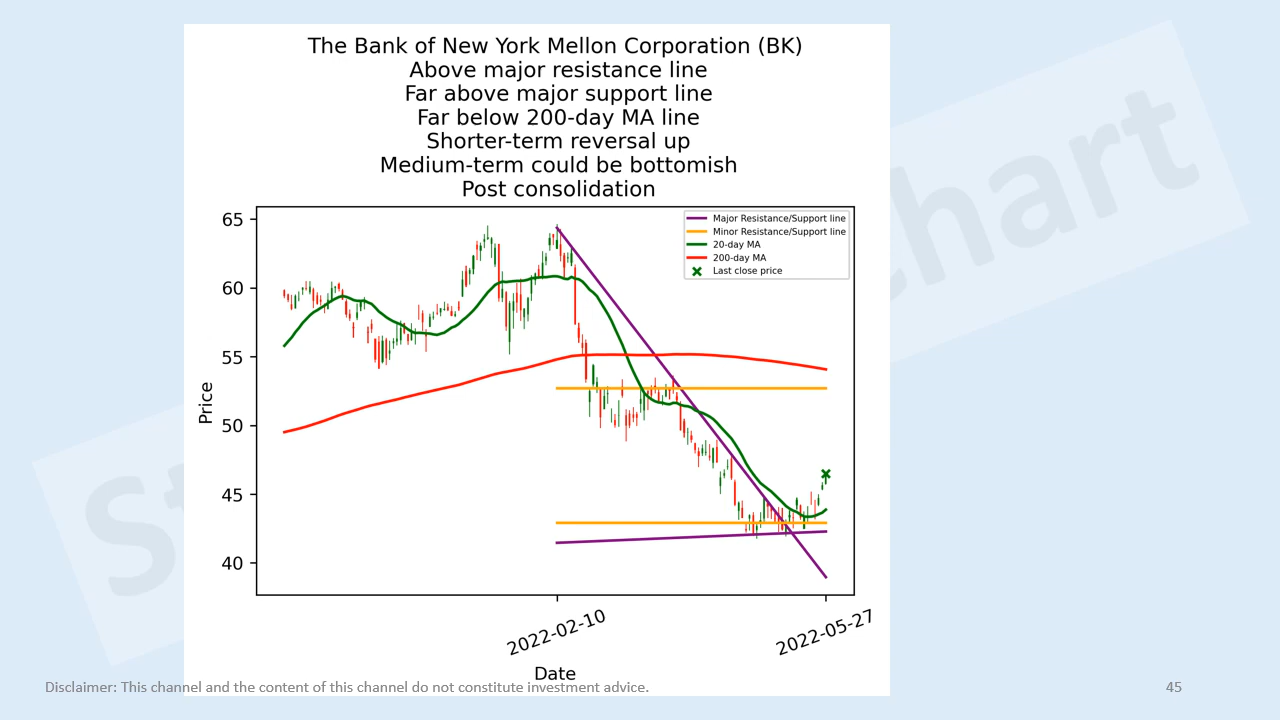 The Bank of New York Mellon Corporation (BK)
Above major resistance line
Far above major support line
Far below 200-day MA line
Shorter-term reversal up
Medium-term could be bottomish
Post consolidation
Major Resistance/Support line
Minor Resistance/Support line
20-day MA
200-day MA
Last close price
65
60
55
50
45
40
Price
2022-02-10
2022-05-27
Date
Disclaimer: This channel and the content of this channel do not constitute investment advice.
45